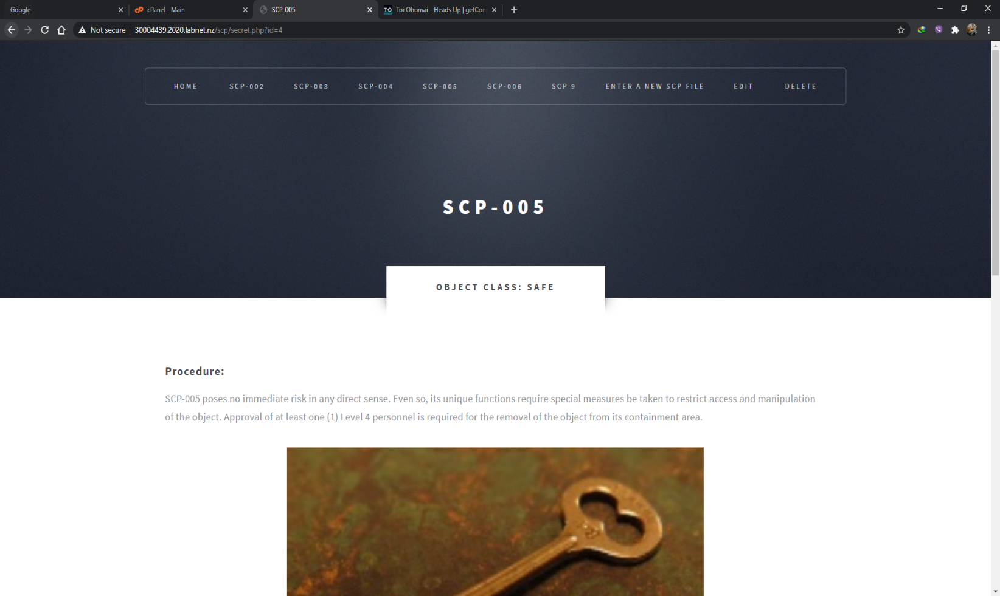 Google
cPanel - Main
SCP-005
Toi Ohomai - Heads Up | getCon
Not secure
30004439.2020.labnet.nz/scp/secret.php?id=4
HOME SCP-002 SCP-003 SCP-004 SCP-005 SCP-006 SCP 9 ENTER A NEW SCP FILE EDIT DELETE
SCP-005
OBJECT CLASS: SAFE
Procedure:
SCP-005 poses no immediate risk in any direct sense. Even so, its unique functions require special measures be taken to restrict access and manipulation
of the object. Approval of at least one (1) Level 4 personnel is required for the removal of the object from its containment area.